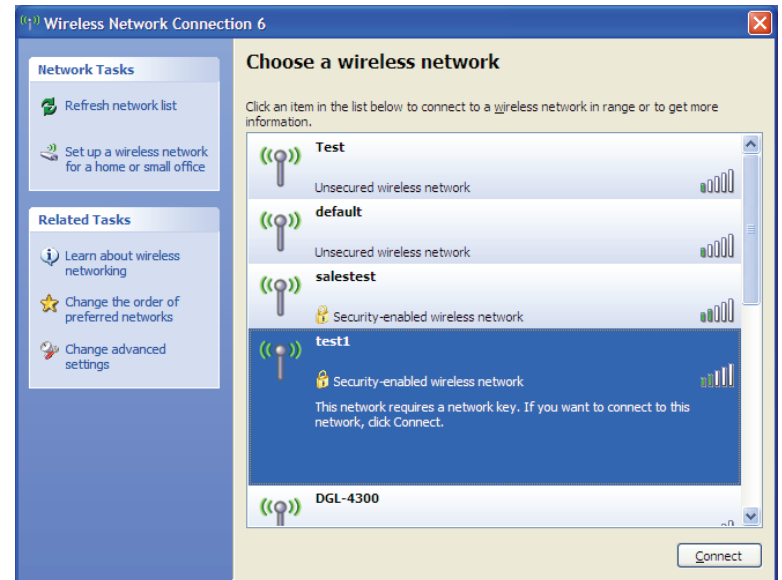 Wireless Network Connection 6
Network Tasks
Refresh network list
Set up a wireless network
for a home or small office
Related Tasks
Learn about wireless
networking
Change the order of
preferred networks
Change advanced
settings
Choose a wireless network
Click an item in the list below to connect to a wireless network in range or to get more
information.
Test
Unsecured wireless network
default
Unsecured wireless network
salestest
Security-enabled wireless network
test1
Security-enabled wireless network
This network requires a network key. If you want to connect to this
network, click Connect.
DGL-4300
Connect